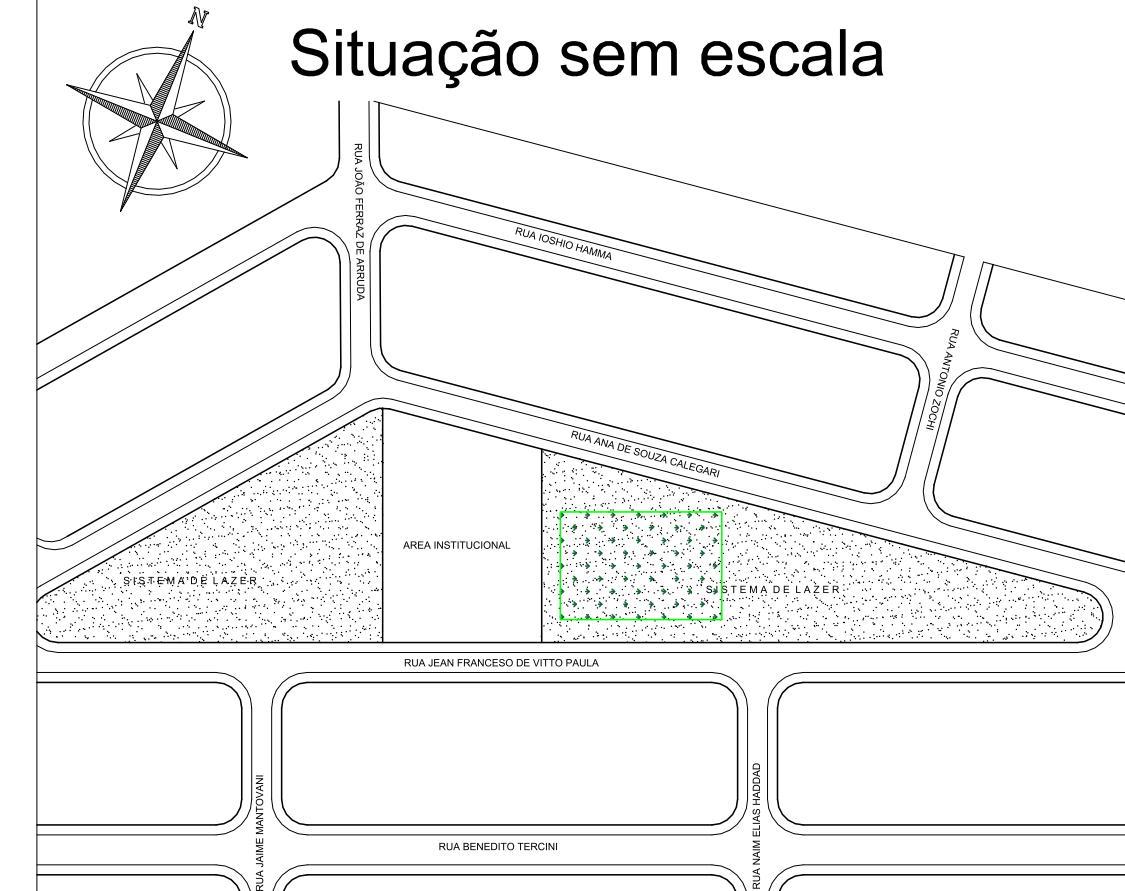 N
Situação sem escala
RUA JOÃO FERRAZ DE ARRUDA
RUA IOSHIO HAMMA
RUA ANTONIO ZOCHI
RUA ANA DE SOUZA CALEGARI
AREA INSTITUCIONAL
SISTEMA DE LAZER
SISTEMA DE LAZER
RUA JEAN FRANCESO DE VITTO PAULA
RUA JAIME MANTOVANI
RUA NAIM ELIAS HADDAD
RUA BENEDITO TERCINI